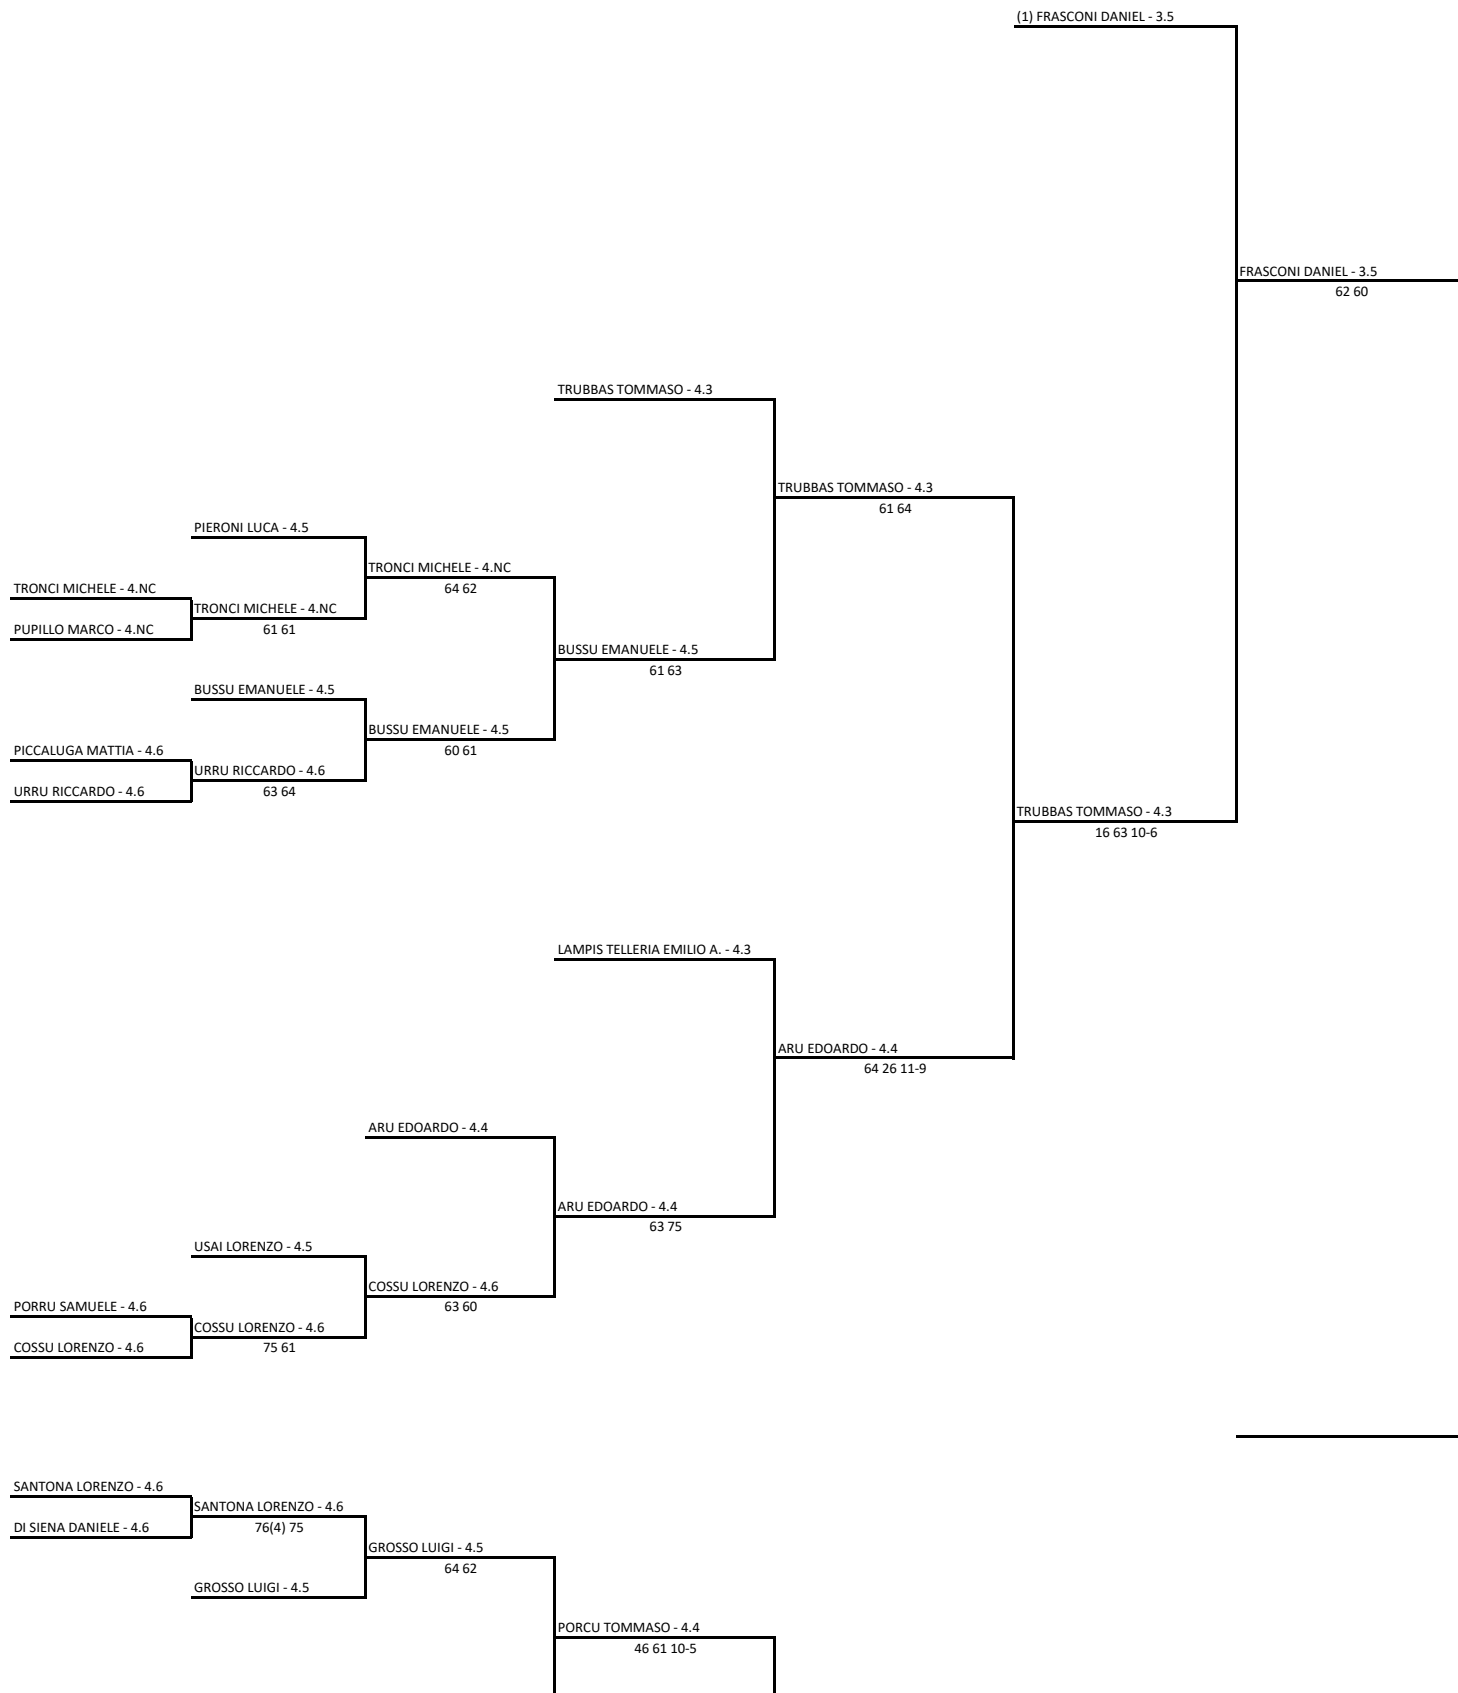 (1) FRASCONI DANIEL - 3.5
FRASCONI DANIEL - 3.5
62 60
TRUBBAS TOMMASO - 4.3
TRUBBAS TOMMASO - 4.3
61 64
PIERONI LUCA - 4.5
TRONCI MICHELE - 4.NC
64 62
TRONCI MICHELE - 4.NC
TRONCI MICHELE - 4.NC
61 61
PUPILLO MARCO - 4.NC
BUSSU EMANUELE - 4.5
61 63
BUSSU EMANUELE - 4.5
BUSSU EMANUELE - 4.5
60 61
PICCALUGA MATTIA - 4.6
URRU RICCARDO - 4.6
63 64
URRU RICCARDO - 4.6
TRUBBAS TOMMASO - 4.3
16 63 10-6
LAMPIS TELLERIA EMILIO A. - 4.3
ARU EDOARDO - 4.4
64 26 11-9
ARU EDOARDO - 4.4
ARU EDOARDO - 4.4
63 75
USAI LORENZO - 4.5
COSSU LORENZO - 4.6
63 60
PORRU SAMUELE - 4.6
COSSU LORENZO - 4.6
75 61
COSSU LORENZO - 4.6
SANTONA LORENZO - 4.6
SANTONA LORENZO - 4.6
76(4) 75
DI SIENA DANIELE - 4.6
GROSSO LUIGI - 4.5
64 62
GROSSO LUIGI - 4.5
PORCU TOMMASO - 4.4
46 61 10-5